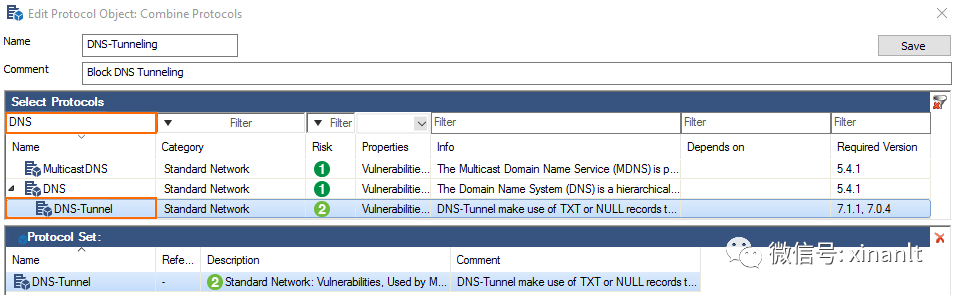 Edit Protocol Object: Combine Protocols
Name DNS-Tunneling Save
Comment Block DNS Tunneling
Select Protocols
DNS Filter Filter Filter Filter Filter
Name Category Risk Properties Info Depends on Required Version
MulticastDNS Standard Network 1 Vulnerabilitie... The Multicast Domain Name Service (MDNS) is p... 5.4.1
DNS Standard Network 1 Vulnerabilitie... The Domain Name System (DNS) is a hierarchical... 5.4.1
DNS-Tunnel Standard Network 2 Vulnerabilitie... DNS-Tunnel make use of TXT or NULL records t... 7.1.1, 7.0.4
Protocol Set:
Name Refe... Description Comment
DNS-Tunnel - 2 Standard Network: Vulnerabilities, Used by M... DNS-Tunnel make use of TXT or NULL records t...
微信号: xinanlt